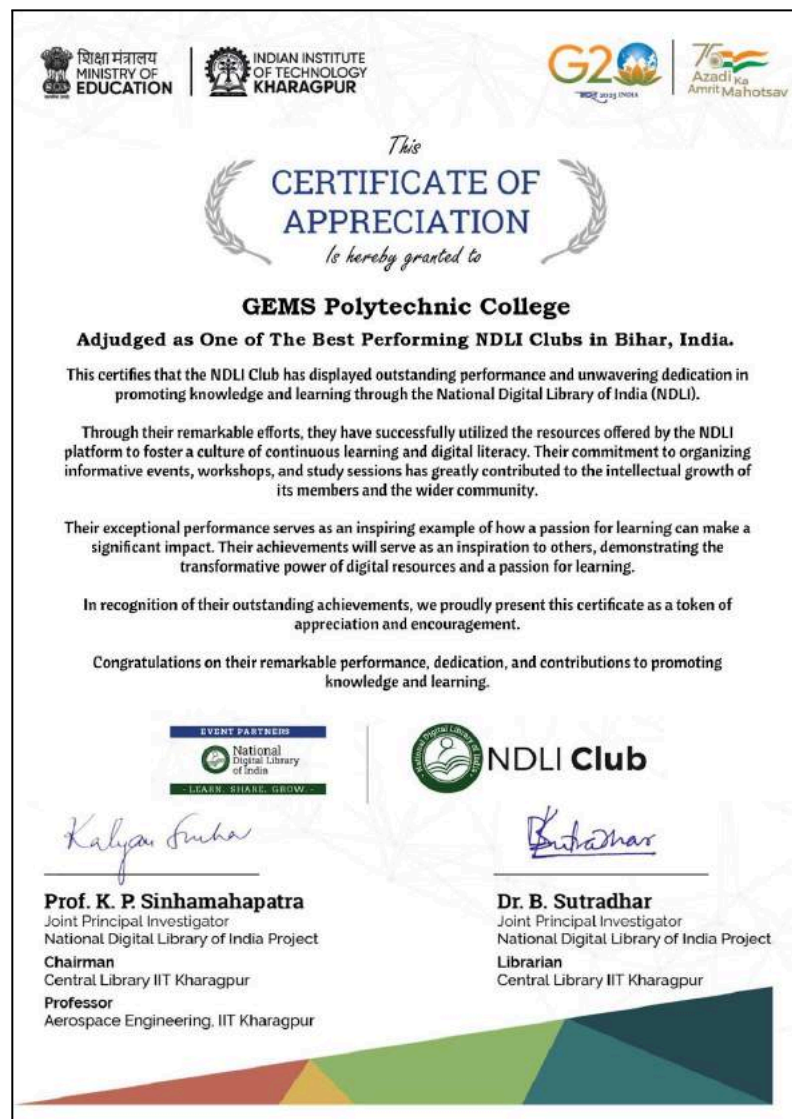 शिक्षा मंत्रालय
MINISTRY OF
EDUCATION
INDIAN INSTITUTE
OF TECHNOLOGY
KHARAGPUR
G20
भारत 2023 INDIA
75
Azadi Ka
Amrit Mahotsav
This
CERTIFICATE OF
APPRECIATION
Is hereby granted to
GEMS Polytechnic College
Adjudged as One of The Best Performing NDLI Clubs in Bihar, India.
This certifies that the NDLI Club has displayed outstanding performance and unwavering dedication in
promoting knowledge and learning through the National Digital Library of India (NDLI).
Through their remarkable efforts, they have successfully utilized the resources offered by the NDLI
platform to foster a culture of continuous learning and digital literacy. Their commitment to organizing
informative events, workshops, and study sessions has greatly contributed to the intellectual growth of
its members and the wider community.
Their exceptional performance serves as an inspiring example of how a passion for learning can make a
significant impact. Their achievements will serve as an inspiration to others, demonstrating the
transformative power of digital resources and a passion for learning.
In recognition of their outstanding achievements, we proudly present this certificate as a token of
appreciation and encouragement.
Congratulations on their remarkable performance, dedication, and contributions to promoting
knowledge and learning.
EVENT PARTNERS
National
Digital Library
of India
- LEARN. SHARE. GROW. -
National Digital Library of India
NDLI Club
Kalyan Sinha
BSutradhar
Prof. K. P. Sinhamahapatra
Joint Principal Investigator
National Digital Library of India Project
Chairman
Central Library IIT Kharagpur
Professor
Aerospace Engineering, IIT Kharagpur
Dr. B. Sutradhar
Joint Principal Investigator
National Digital Library of India Project
Librarian
Central Library IIT Kharagpur